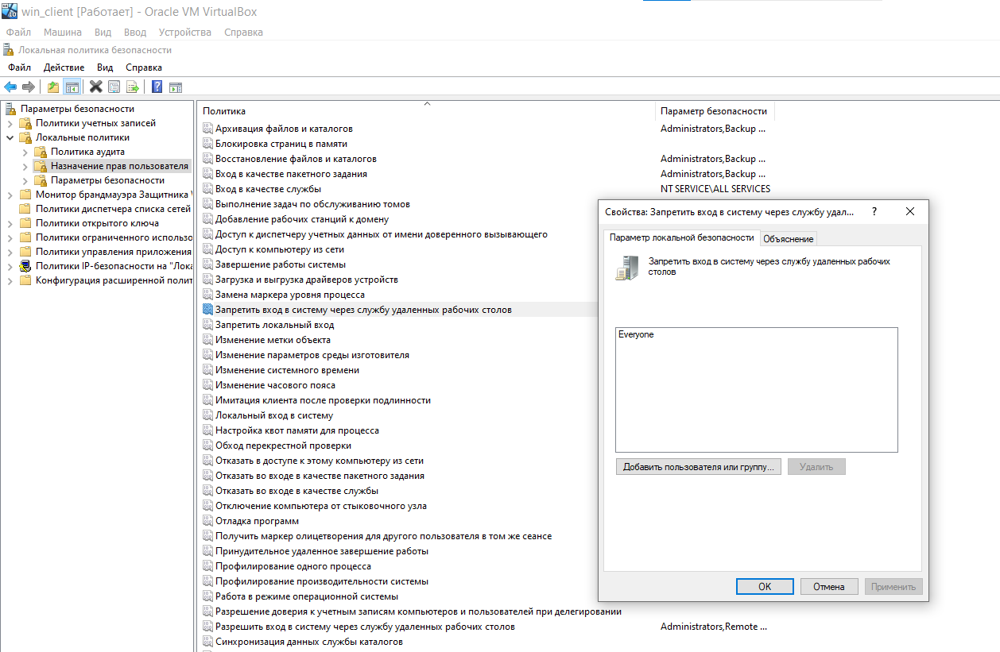 win_client [Работает] - Oracle VM VirtualBox
Файл Машина Вид Ввод Устройства Справка
Локальная политика безопасности
Файл Действие Вид Справка
Параметры безопасности
Политики учетных записей
Локальные политики
Политика аудита
Назначение прав пользователя
Параметры безопасности
Монитор брандмауэра Защитника
Политики диспетчера списка сетей
Политики открытого ключа
Политики ограниченного использо
Политики управления приложения
Политики IP-безопасности на "Лока
Конфигурация расширенной полит
Политика Параметр безопасности
Архивация файлов и каталогов Administrators,Backup ...
Блокировка страниц в памяти
Восстановление файлов и каталогов Administrators,Backup ...
Вход в качестве пакетного задания Administrators,Backup ...
Вход в качестве службы NT SERVICE\ALL SERVICES
Выполнение задач по обслуживанию томов
Добавление рабочих станций к домену
Доступ к диспетчеру учетных данных от имени доверенного вызывающего
Доступ к компьютеру из сети
Завершение работы системы
Загрузка и выгрузка драйверов устройств
Замена маркера уровня процесса
Запретить вход в систему через службу удаленных рабочих столов
Запретить локальный вход
Изменение метки объекта
Изменение параметров среды изготовителя
Изменение системного времени
Изменение часового пояса
Имитация клиента после проверки подлинности
Локальный вход в систему
Настройка квот памяти для процесса
Обход перекрестной проверки
Отказать в доступе к этому компьютеру из сети
Отказать во входе в качестве пакетного задания
Отказать во входе в качестве службы
Отключение компьютера от стыковочного узла
Отладка программ
Получить маркер олицетворения для другого пользователя в том же сеансе
Принудительное удаленное завершение работы
Профилирование одного процесса
Профилирование производительности системы
Работа в режиме операционной системы
Разрешение доверия к учетным записям компьютеров и пользователей при делегировании
Разрешить вход в систему через службу удаленных рабочих столов Administrators,Remote ...
Синхронизация данных службы каталогов
Свойства: Запретить вход в систему через службу удал... ?
Параметр локальной безопасности Объяснение
Запретить вход в систему через службу удаленных рабочих
столов
Everyone
Добавить пользователя или группу... Удалить
OK Отмена Применить